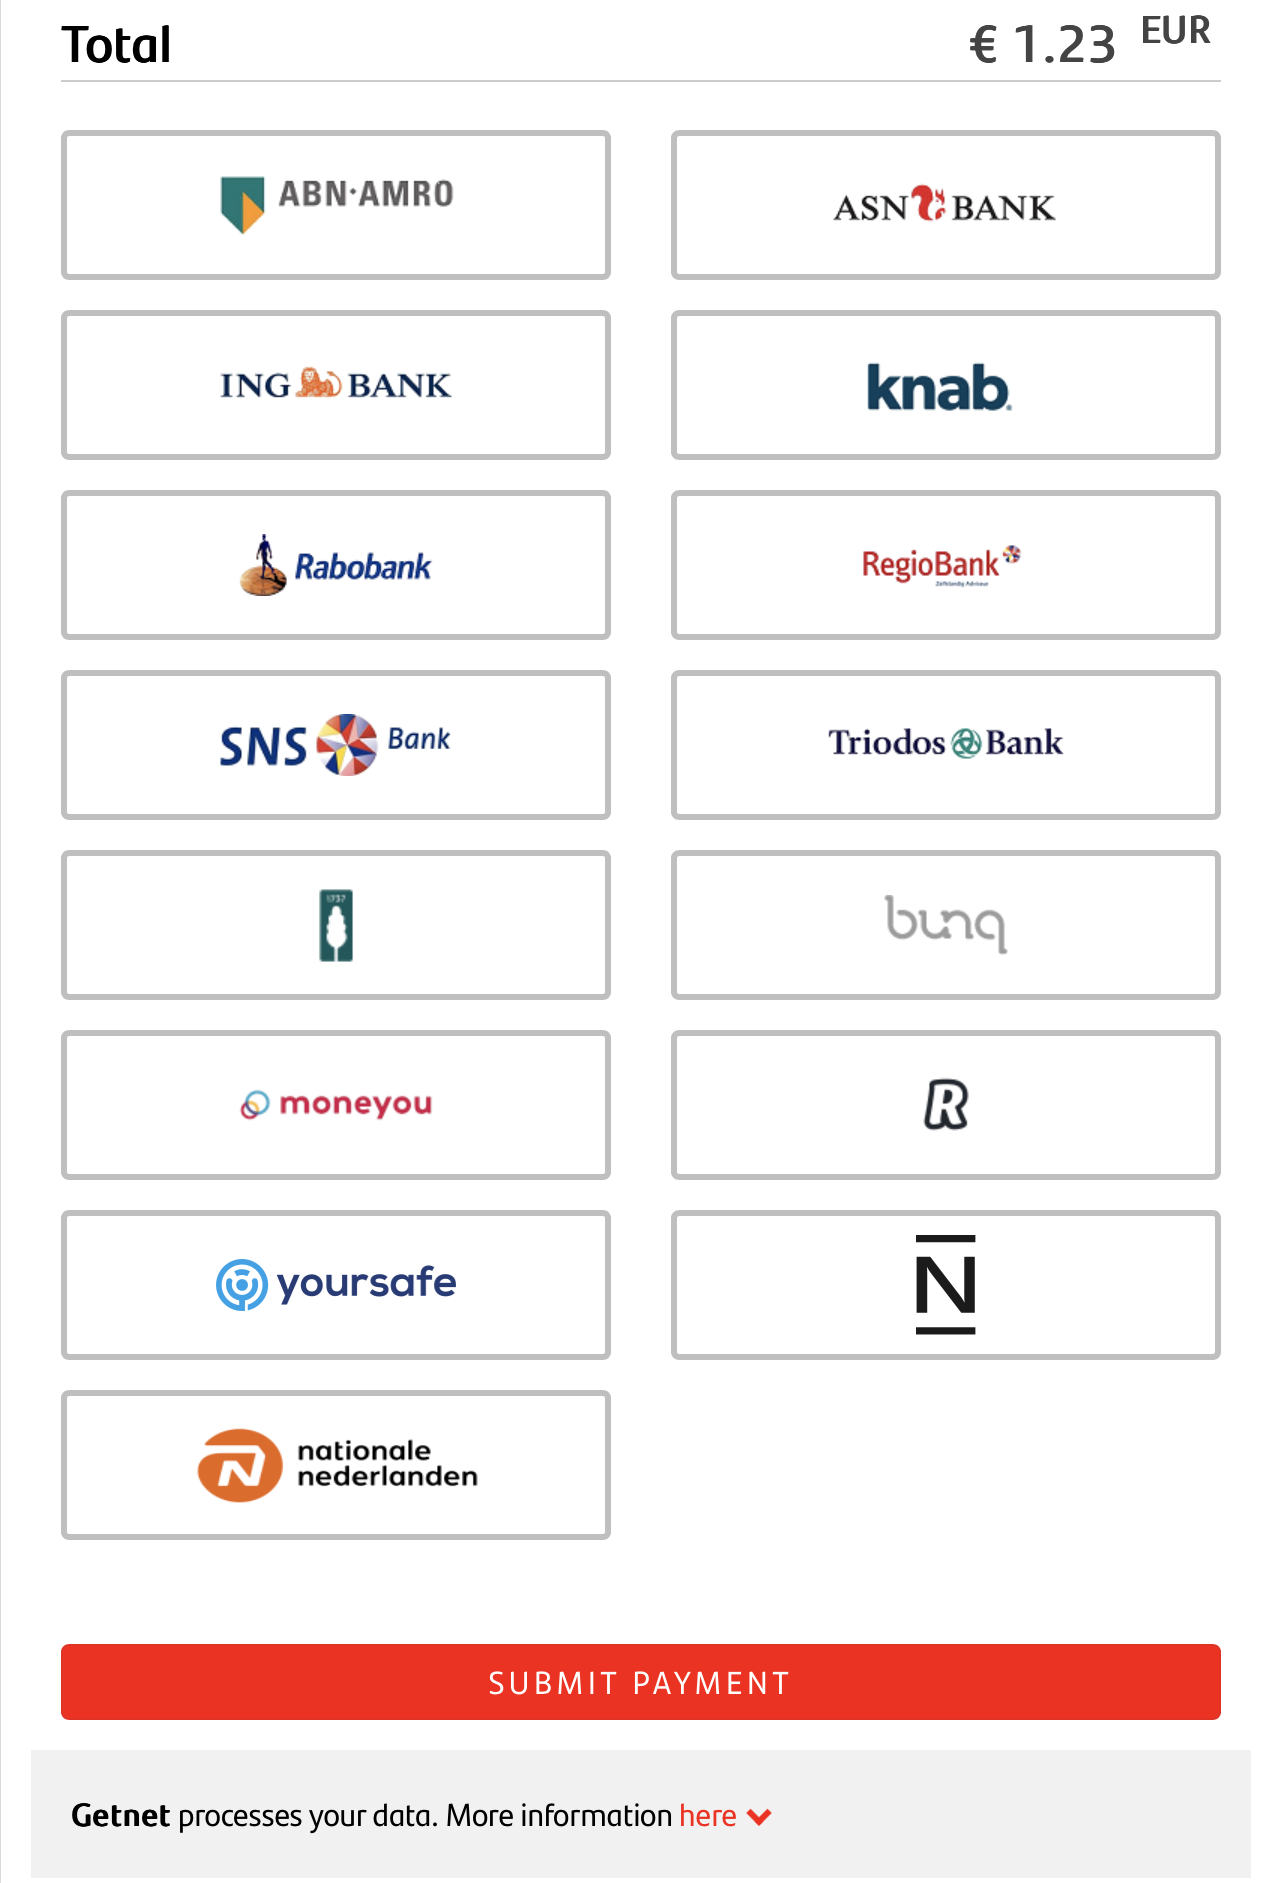 Total
€ 1.23 EUR
ABN·AMRO
ASN BANK
ING BANK
knab.
Rabobank
RegioBank
SNS Bank
Triodos Bank
1737
bunq
moneyou
R
yoursafe
N
nationale
nederlanden
SUBMIT PAYMENT
Getnet processes your data. More information here